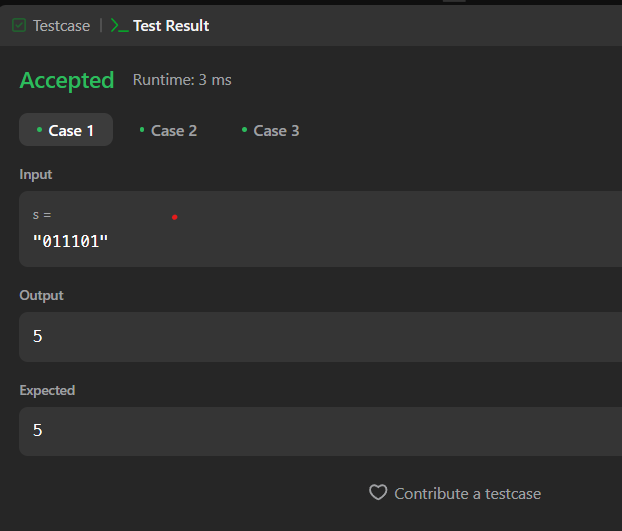 Testcase | >_ Test Result
Accepted Runtime: 3 ms
• Case 1 • Case 2 • Case 3
Input
s =
"011101"
Output
5
Expected
5
Contribute a testcase